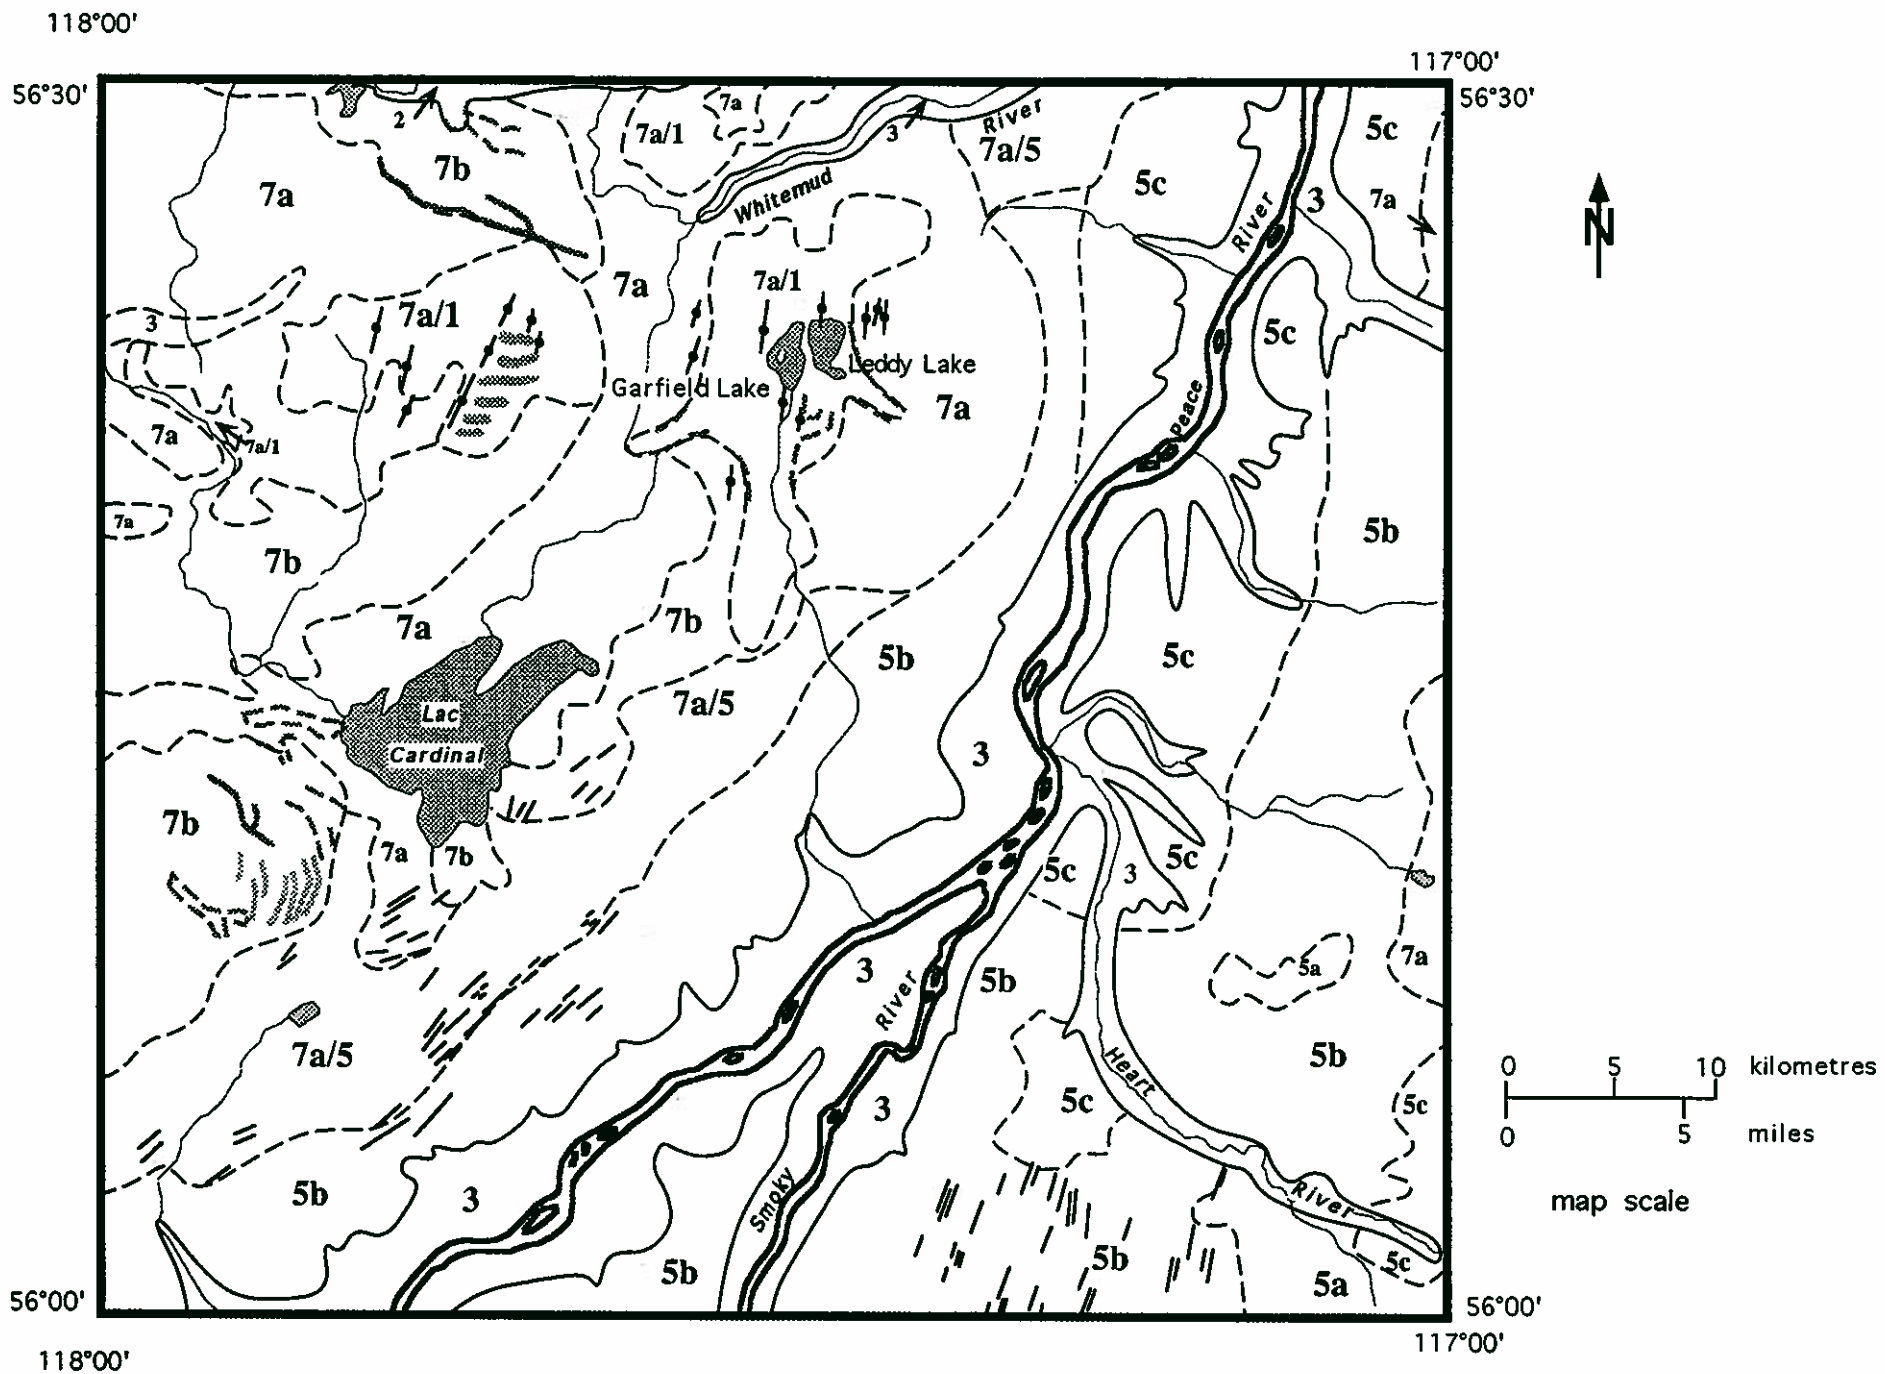 118°00'
117°00'
56°30'
56°30'
2
7a/1
7a
3
River
7a/5
5c
5c
7b
7a
Whitemud
5c
7a
River
3
N
7a
7a/1
3
7a/1
5c
Leddy Lake
Garfield Lake
7a
Peace
7a
7a/1
7a
5b
7b
7a
7b
5b
5c
Lac
Cardinal
7a/5
3
7b
7a
7b
5c
3
5c
3
River
5b
5a
7a
7a/5
Heart
5b
0 5 10 kilometres
0 5 miles
map scale
3
5c
5c
5b
3
Smoky
River
5b
5b
5c
5a
56°00'
56°00'
117°00'
118°00'